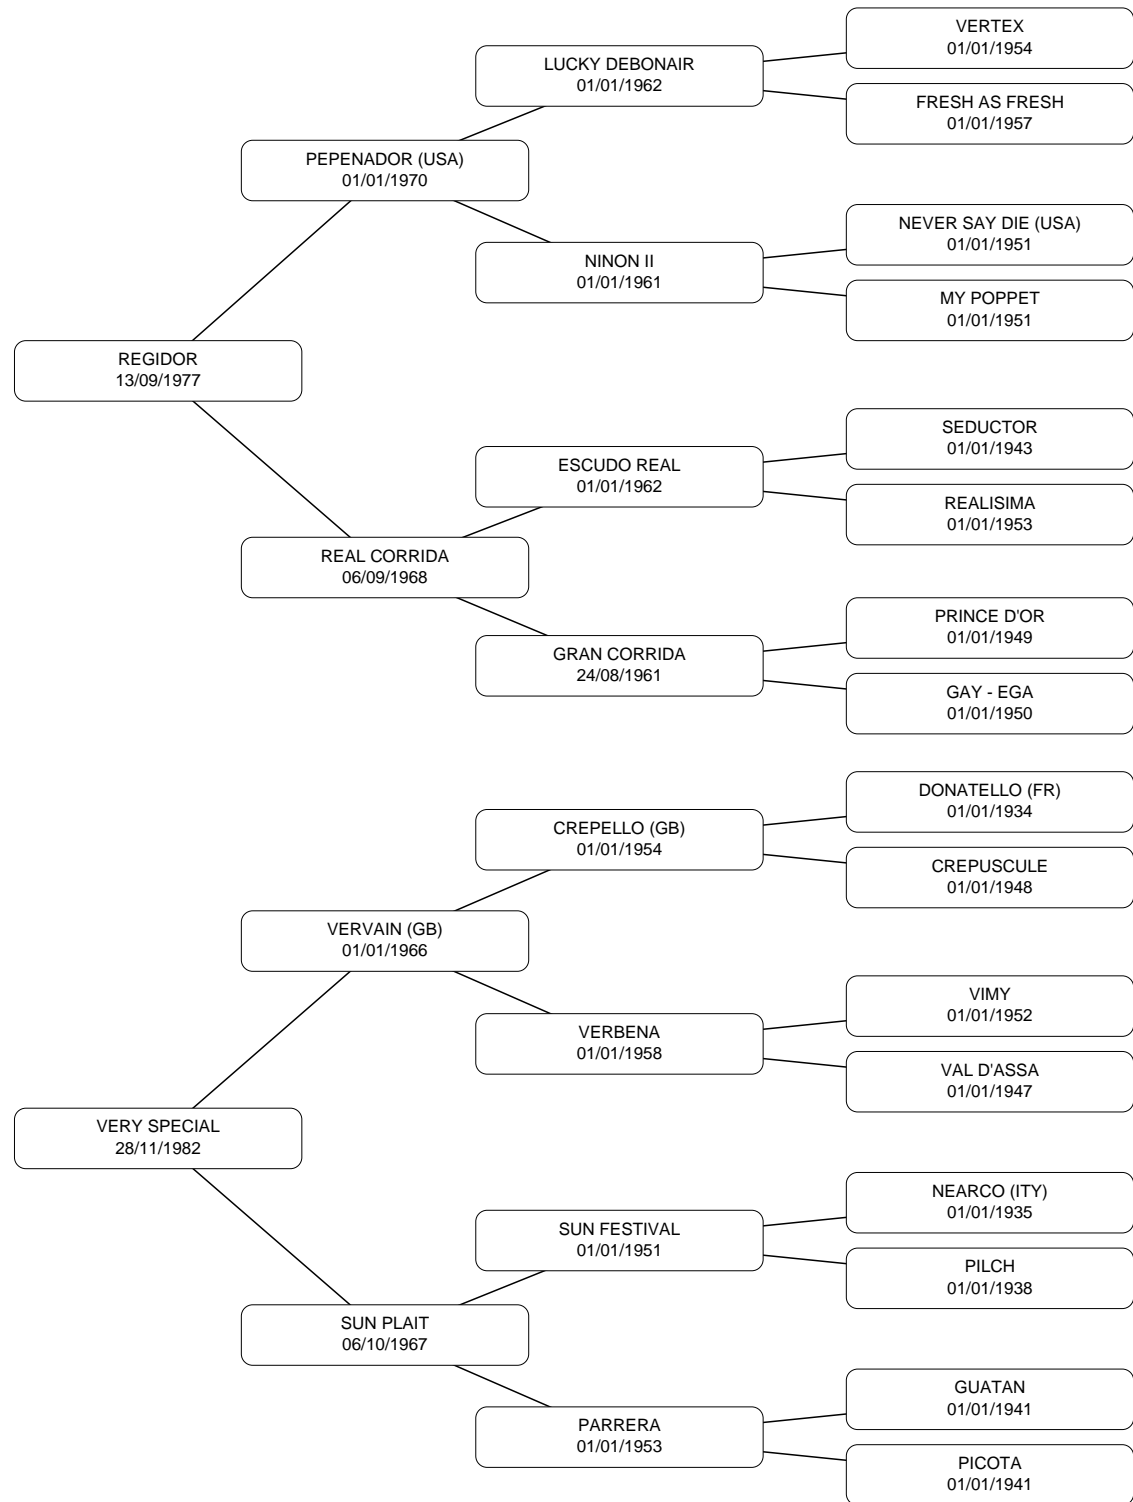 VERTEX
01/01/1954
LUCKY DEBONAIR
01/01/1962
FRESH AS FRESH
01/01/1957
PEPENADOR (USA)
01/01/1970
NEVER SAY DIE (USA)
01/01/1951
NINON II
01/01/1961
MY POPPET
01/01/1951
REGIDOR
13/09/1977
SEDUCTOR
01/01/1943
ESCUDO REAL
01/01/1962
REALISIMA
01/01/1953
REAL CORRIDA
06/09/1968
PRINCE D'OR
01/01/1949
GRAN CORRIDA
24/08/1961
GAY - EGA
01/01/1950
DONATELLO (FR)
01/01/1934
CREPELLO (GB)
01/01/1954
CREPUSCULE
01/01/1948
VERVAIN (GB)
01/01/1966
VIMY
01/01/1952
VERBENA
01/01/1958
VAL D'ASSA
01/01/1947
VERY SPECIAL
28/11/1982
NEARCO (ITY)
01/01/1935
SUN FESTIVAL
01/01/1951
PILCH
01/01/1938
SUN PLAIT
06/10/1967
GUATAN
01/01/1941
PARRERA
01/01/1953
PICOTA
01/01/1941